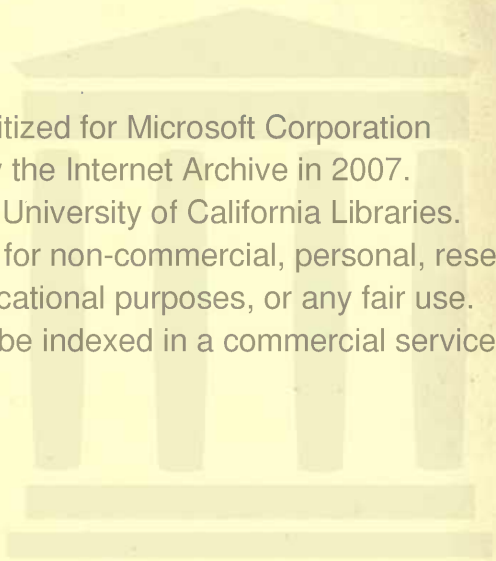 itized for Microsoft Corporation
the Internet Archive in 2007.
University of California Libraries.
for non-commercial, personal, rese
cational purposes, or any fair use.
be indexed in a commercial service